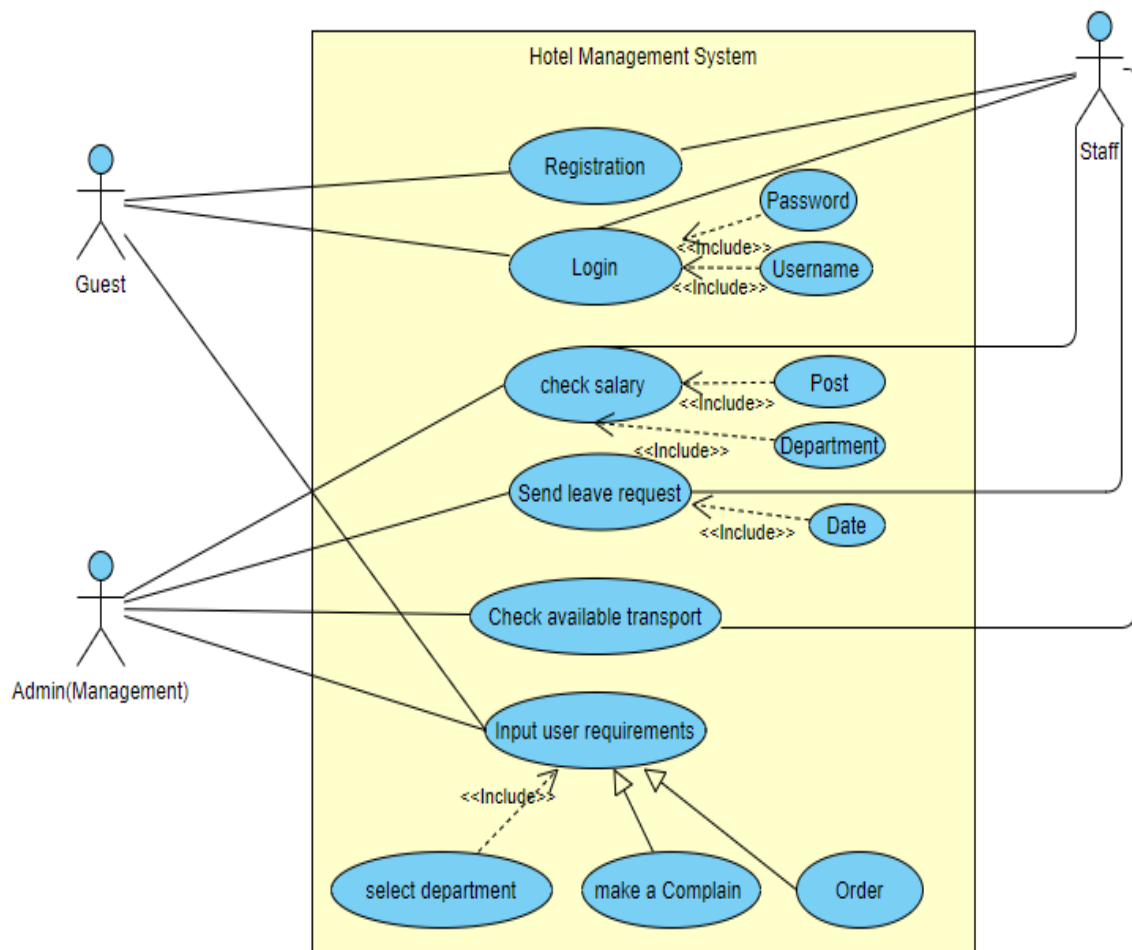 Hotel Management System
Staff
Registration
Guest
Password
<<Include>>
Login
Username
<<Include>>
check salary
Post
<<Include>>
Department
<<Include>>
Send leave request
Date
<<Include>>
Admin(Management)
Check available transport
Input user requirements
<<Include>>
select department
make a Complain
Order